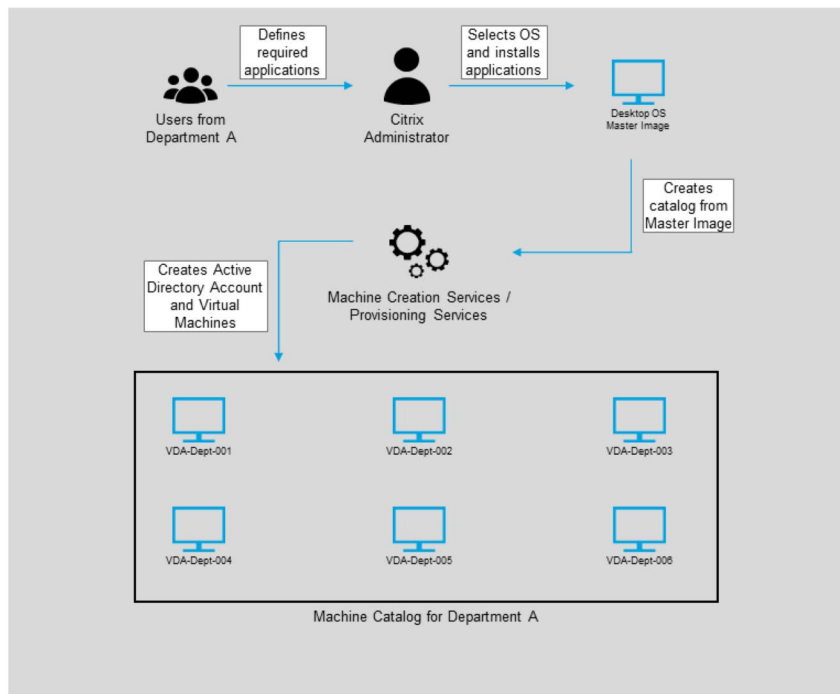 Defines
required
applications
Selects OS
and installs
applications
Users from
Department A
Citrix
Administrator
Desktop OS
Master Image
Creates
catalog from
Master Image
Creates Active
Directory Account
and Virtual
Machines
Machine Creation Services /
Provisioning Services
VDA-Dept-001
VDA-Dept-002
VDA-Dept-003
VDA-Dept-004
VDA-Dept-005
VDA-Dept-006
Machine Catalog for Department A